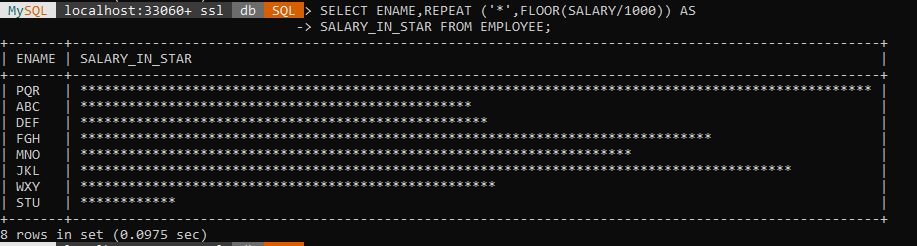 MySQL localhost:33060+ ssl db SQL > SELECT ENAME,REPEAT ('*',FLOOR(SALARY/1000)) AS
-> SALARY_IN_STAR FROM EMPLOYEE;
+-------+-----------------------------------------------------------------------------------------------------+
| ENAME | SALARY_IN_STAR |
+-------+-----------------------------------------------------------------------------------------------------+
| PQR | *************************************************************************************************** |
| ABC | ************************************************* |
| DEF | *************************************************** |
| FGH | ******************************************************************************* |
| MNO | ********************************************************************* |
| JKL | ***************************************************************************************** |
| WXY | **************************************************** |
| STU | ************ |
+-------+-----------------------------------------------------------------------------------------------------+
8 rows in set (0.0975 sec)